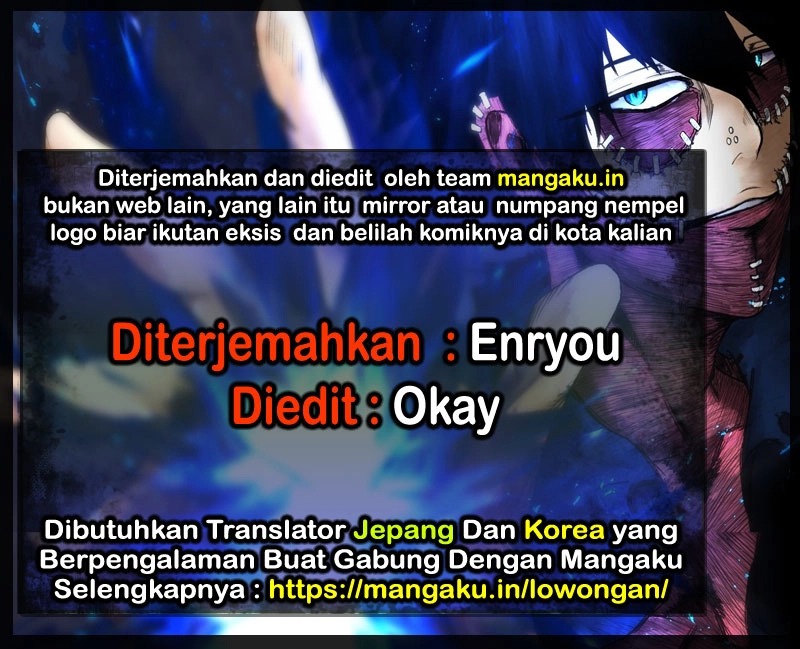 Diterjemahkan dan diedit oleh team mangaku.in
bukan web lain, yang lain itu mirror atau numpang nempel
logo biar ikutan eksis dan belilah komiknya di kota kalian
Diterjemahkan : Enryou
Diedit : Okay
Dibutuhkan Translator Jepang Dan Korea yang
Berpengalaman Buat Gabung Dengan Mangaku
Selengkapnya : https://mangaku.in/lowongan/